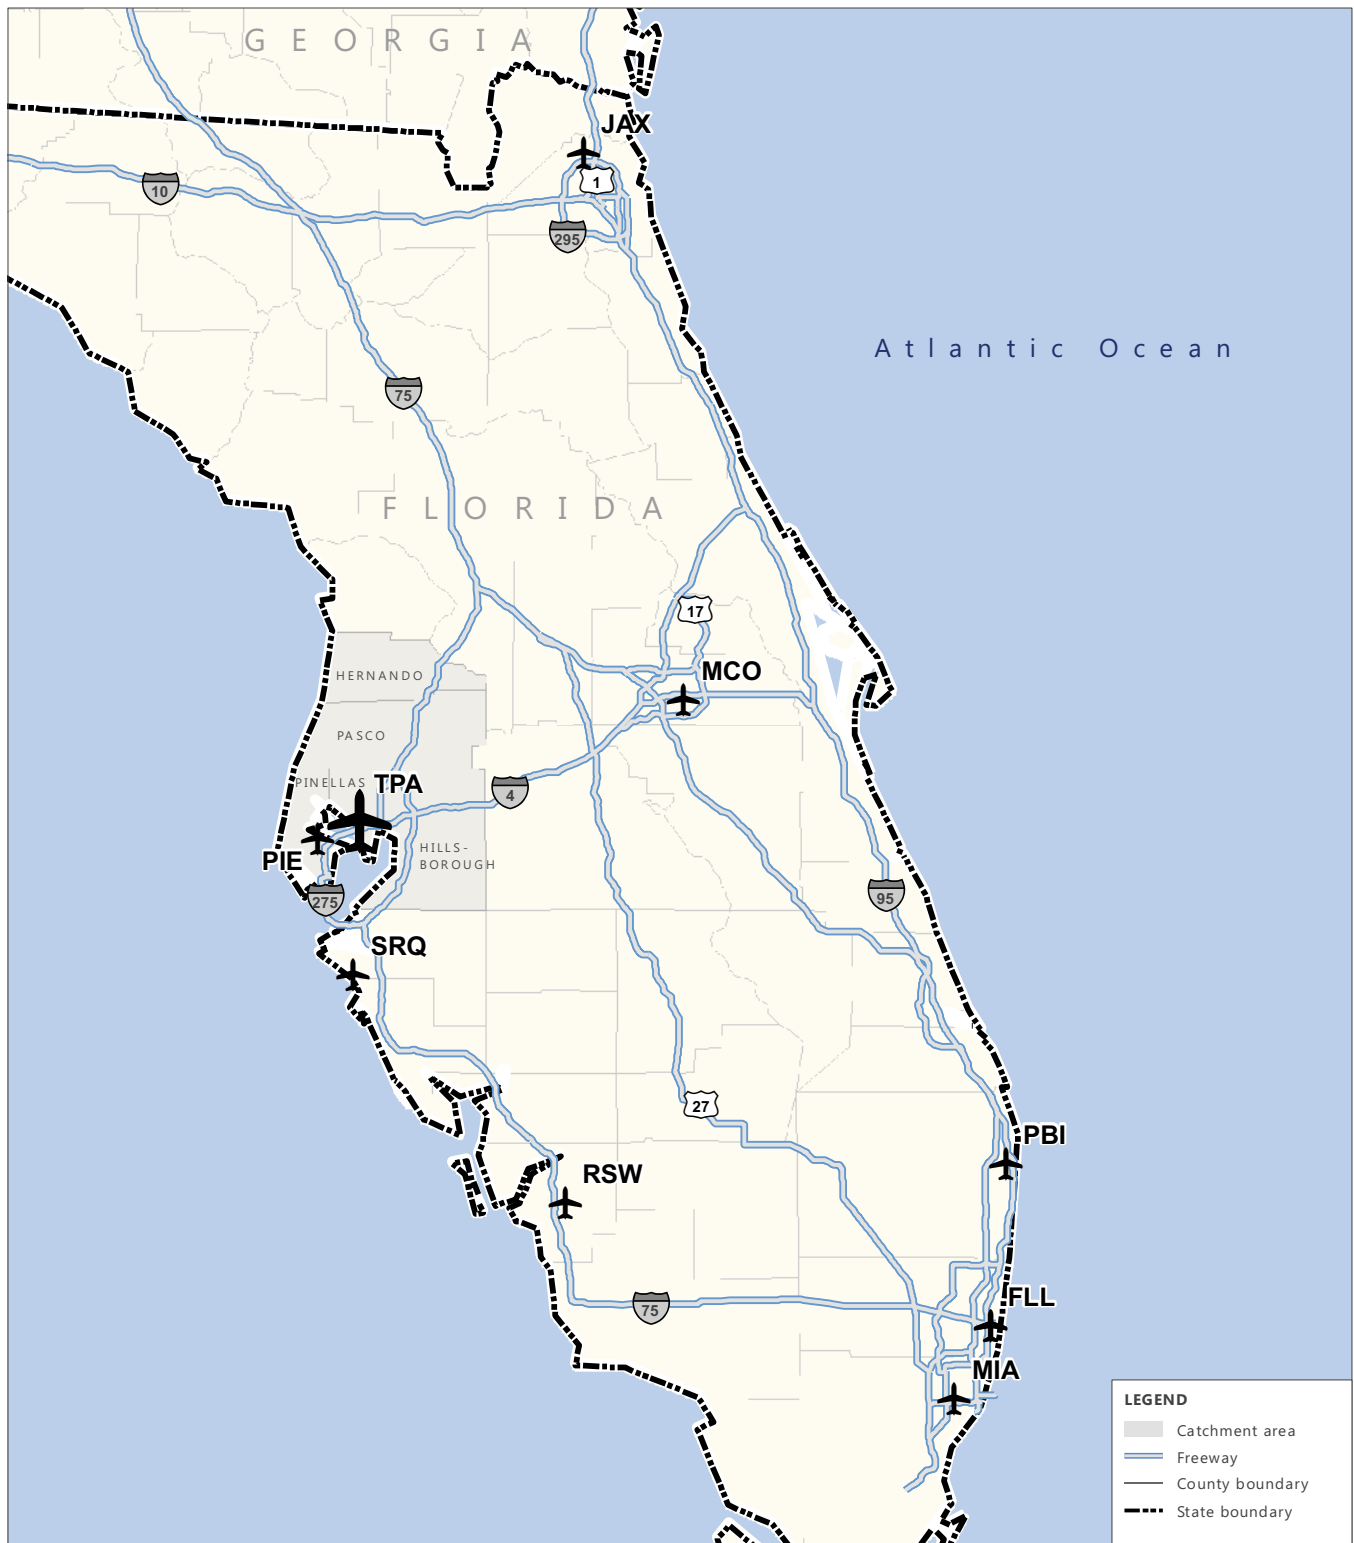 GEORGIA
JAX
1
10
295
Atlantic Ocean
75
FLORIDA
17
MCO
HERNANDO
PASCO
PINELLAS
TPA
4
HILLS-
BOROUGH
PIE
275
95
SRQ
27
PBI
RSW
FLL
75
MIA
LEGEND
Catchment area
Freeway
County boundary
State boundary